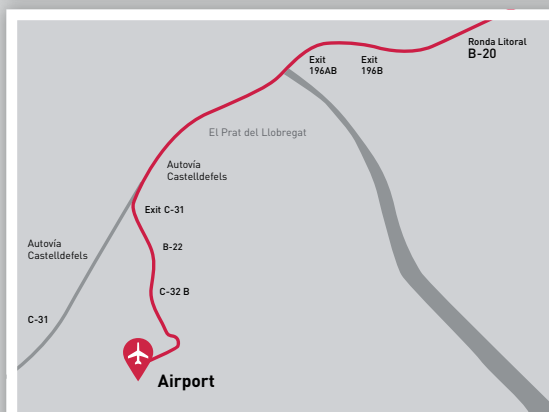 Ronda Litoral
B-20
Exit
196AB
Exit
196B
El Prat del Llobregat
Autovía
Castelldefels
Exit C-31
Autovía
Castelldefels
B-22
C-32 B
C-31
Airport